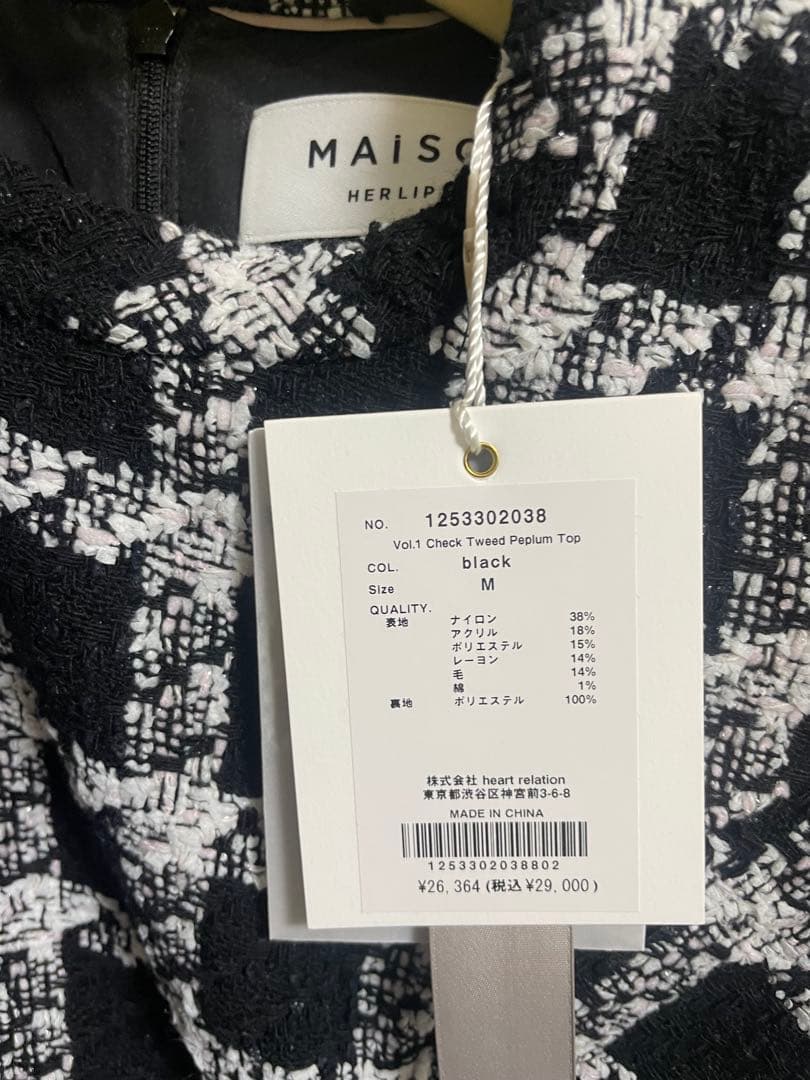 MAiSO
HERLIP
NO. 1253302038
Vol.1 Check Tweed Peplum Top
COL. black
Size M
QUALITY.
表地 ナイロン 38%
アクリル 18%
ポリエステル 15%
レーヨン 14%
毛 14%
綿 1%
裏地 ポリエステル 100%
株式会社 heart relation
東京都渋谷区神宮前3-6-8
MADE IN CHINA
1253302038802
¥26,364 (税込¥29,000)